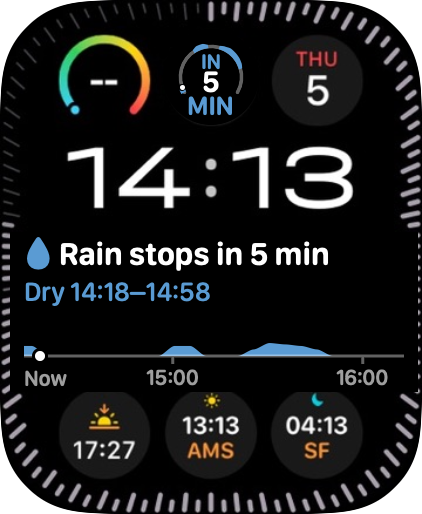 --
IN
5
MIN
THU
5
14:13
Rain stops in 5 min
Dry 14:18–14:58
Now 15:00 16:00
17:27
13:13
AMS
04:13
SF